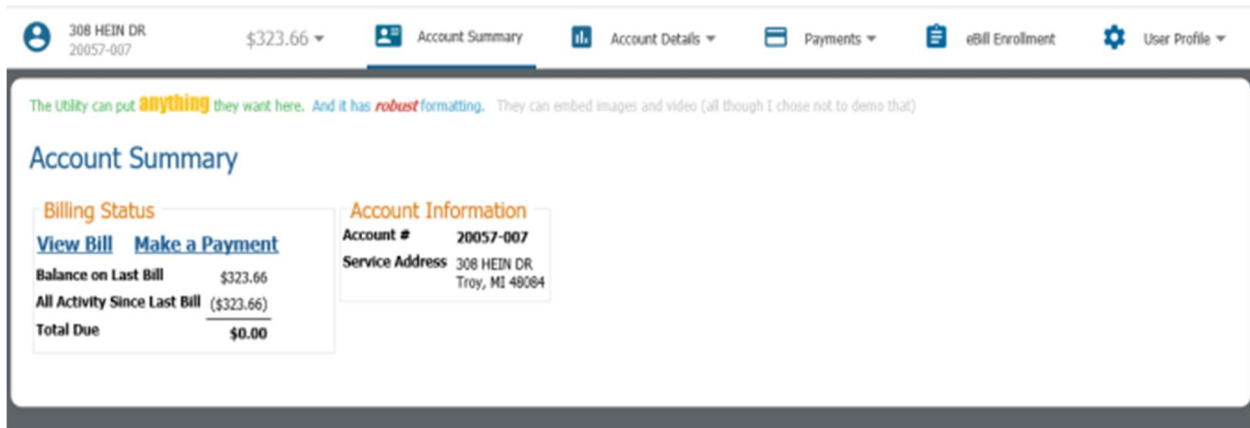 308 HEIN DR
20057-007
$323.66
Account Summary
Account Details
Payments
eBill Enrollment
User Profile
The Utility can put anything they want here. And it has robust formatting. They can embed images and video (all though I chose not to demo that)
Account Summary
Billing Status
View Bill Make a Payment
Balance on Last Bill $323.66
All Activity Since Last Bill ($323.66)
Total Due $0.00
Account Information
Account # 20057-007
Service Address 308 HEIN DR
Troy, MI 48084